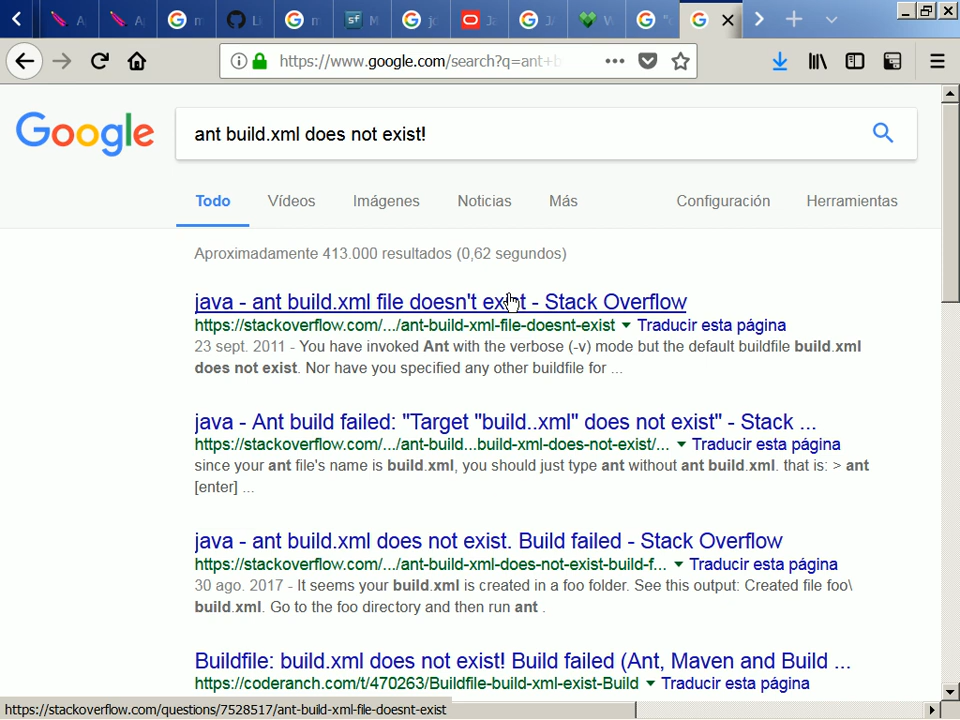 https://www.google.com/search?q=ant+b
Google
ant build.xml does not exist!
Todo Vídeos Imágenes Noticias Más Configuración Herramientas
Aproximadamente 413.000 resultados (0,62 segundos)
java - ant build.xml file doesn't exist - Stack Overflow
https://stackoverflow.com/.../ant-build-xml-file-doesnt-exist ▼ Traducir esta página
23 sept. 2011 - You have invoked Ant with the verbose (-v) mode but the default buildfile build.xml
does not exist. Nor have you specified any other buildfile for ...
java - Ant build failed: "Target "build..xml" does not exist" - Stack ...
https://stackoverflow.com/.../ant-build...build-xml-does-not-exist/... ▼ Traducir esta página
since your ant file's name is build.xml, you should just type ant without ant build.xml. that is: > ant
[enter] ...
java - ant build.xml does not exist. Build failed - Stack Overflow
https://stackoverflow.com/.../ant-build-xml-does-not-exist-build-f... ▼ Traducir esta página
30 ago. 2017 - It seems your build.xml is created in a foo folder. See this output: Created file foo\
build.xml. Go to the foo directory and then run ant .
Buildfile: build.xml does not exist! Build failed (Ant, Maven and Build ...
https://coderanch.com/t/470263/Buildfile-build-xml-exist-Build ▼ Traducir esta página
https://stackoverflow.com/questions/7528517/ant-build-xml-file-doesnt-exist